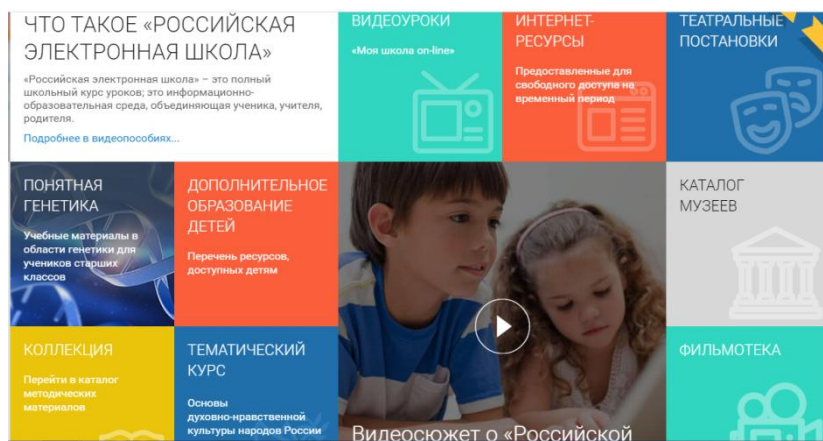 ЧТО ТАКОЕ «РОССИЙСКАЯ
ЭЛЕКТРОННАЯ ШКОЛА»
«Российская электронная школа» – это полный
школьный курс уроков; это информационно-
образовательная среда, объединяющая ученика, учителя,
родителя.
Подробнее в видеопособиях...
ВИДЕОУРОКИ
«Моя школа on-line»
ИНТЕРНЕТ-
РЕСУРСЫ
Предоставленные для
свободного доступа на
временный период
ТЕАТРАЛЬНЫЕ
ПОСТАНОВКИ
ПОНЯТНАЯ
ГЕНЕТИКА
Учебные материалы в
области генетики для
учеников старших
классов
ДОПОЛНИТЕЛЬНОЕ
ОБРАЗОВАНИЕ
ДЕТЕЙ
Перечень ресурсов,
доступных детям
КАТАЛОГ
МУЗЕЕВ
КОЛЛЕКЦИЯ
Перейти в каталог
методических
материалов
ТЕМАТИЧЕСКИЙ
КУРС
Основы
духовно-нравственной
культуры народов России
Видеосюжет о «Российской
ФИЛЬМОТЕКА